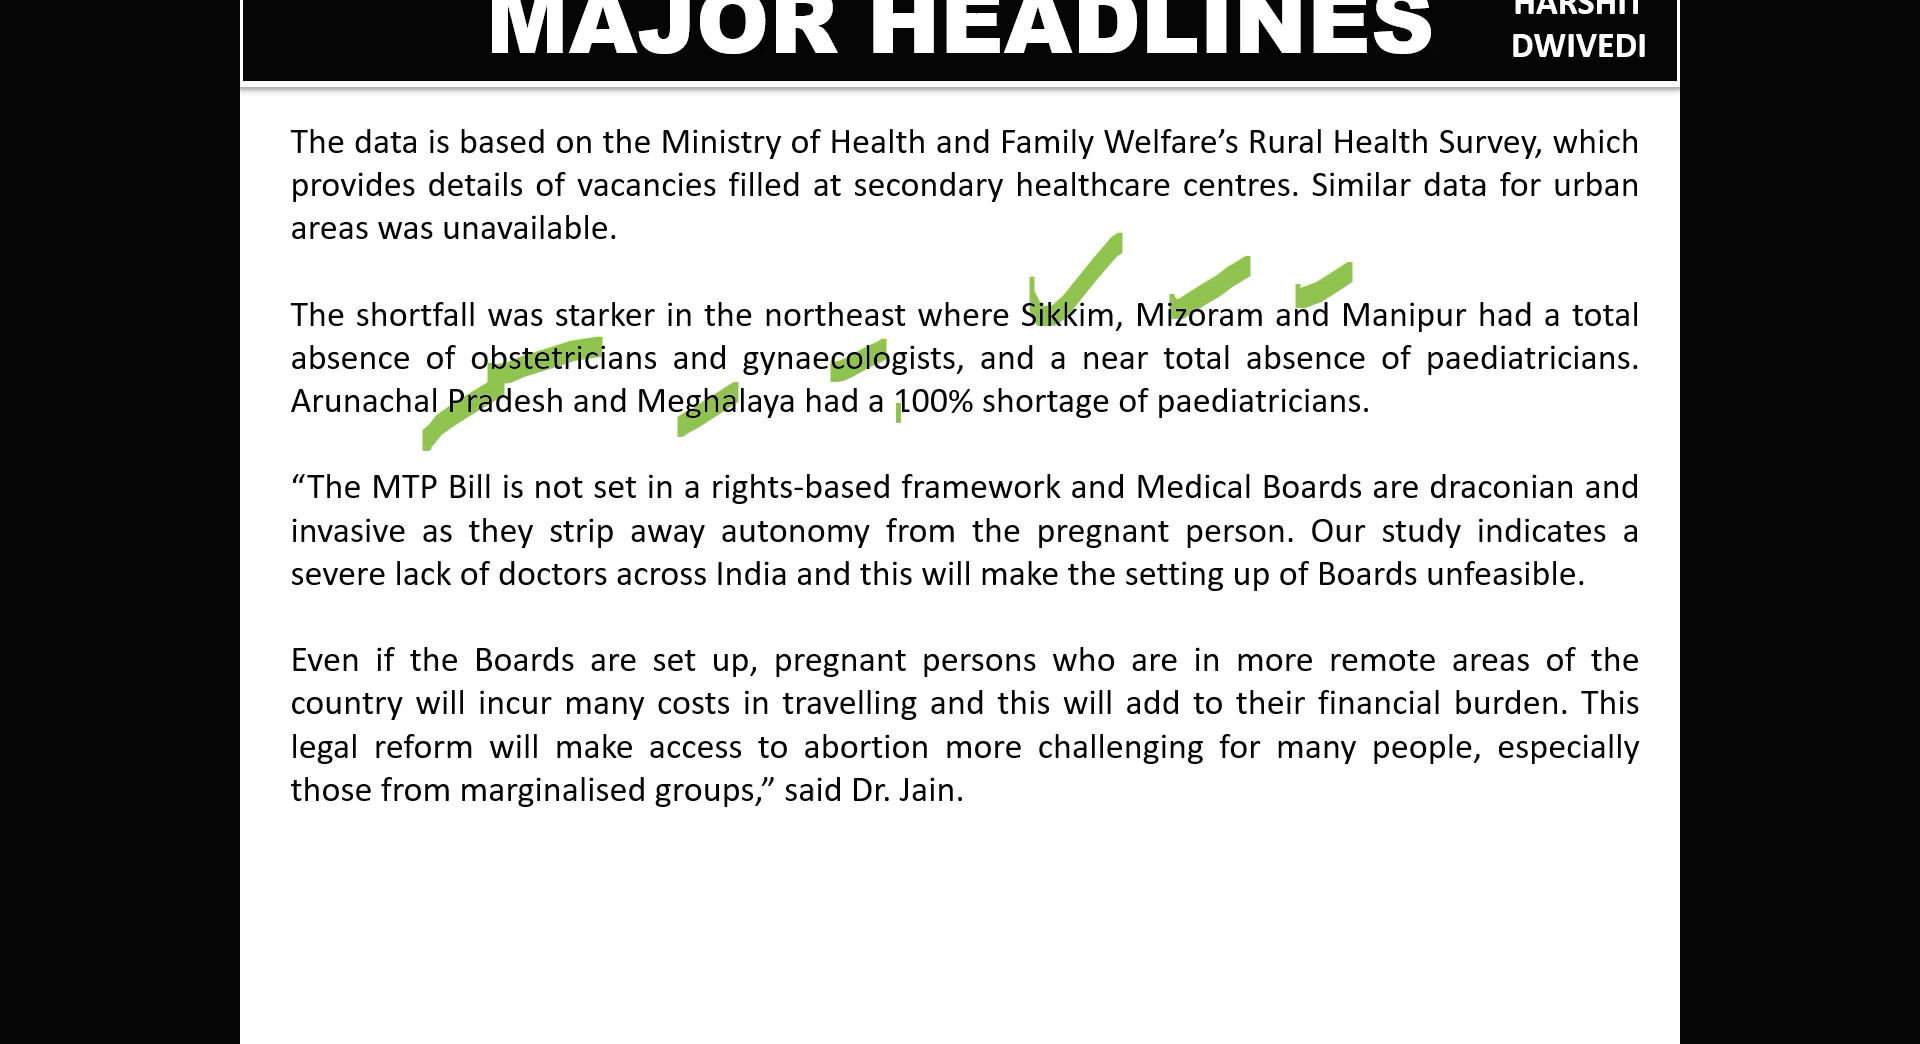 MAJOR HEADLINES
HARSHIT
DWIVEDI
The data is based on the Ministry of Health and Family Welfare’s Rural Health Survey, which
provides details of vacancies filled at secondary healthcare centres. Similar data for urban
areas was unavailable.
The shortfall was starker in the northeast where Sikkim, Mizoram and Manipur had a total
absence of obstetricians and gynaecologists, and a near total absence of paediatricians.
Arunachal Pradesh and Meghalaya had a 100% shortage of paediatricians.
“The MTP Bill is not set in a rights-based framework and Medical Boards are draconian and
invasive as they strip away autonomy from the pregnant person. Our study indicates a
severe lack of doctors across India and this will make the setting up of Boards unfeasible.
Even if the Boards are set up, pregnant persons who are in more remote areas of the
country will incur many costs in travelling and this will add to their financial burden. This
legal reform will make access to abortion more challenging for many people, especially
those from marginalised groups,” said Dr. Jain.